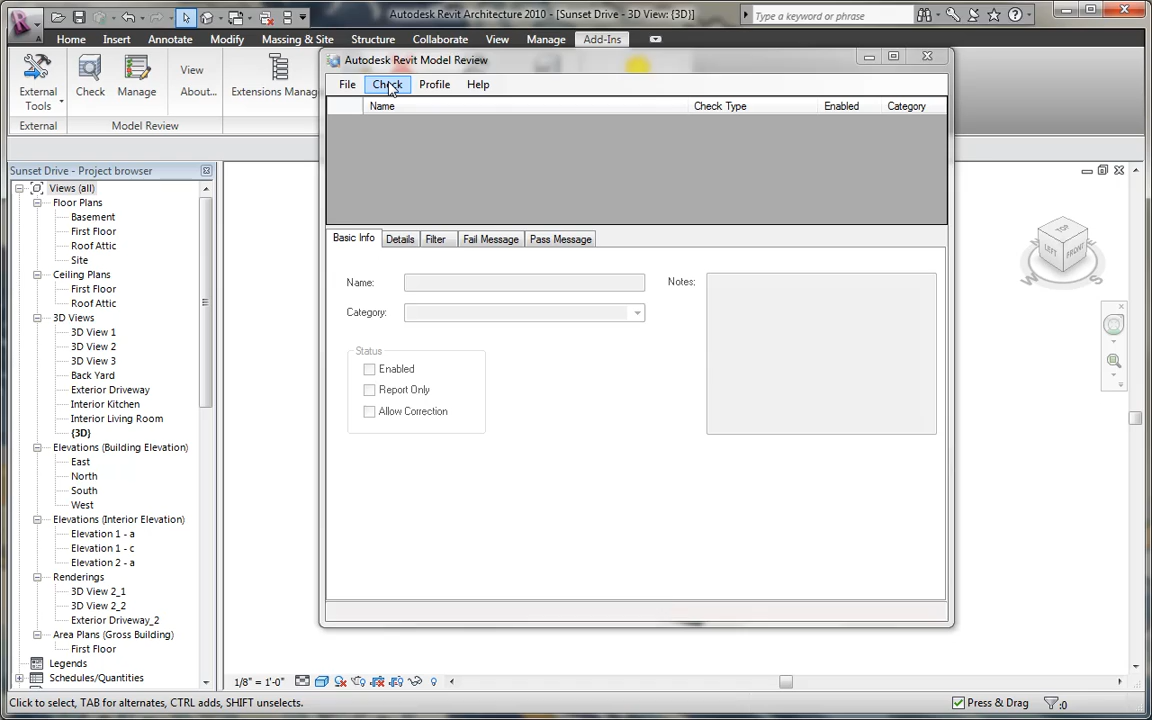 Autodesk Revit Architecture 2010 - [Sunset Drive - 3D View: {3D}]
Type a keyword or phrase
Home Insert Annotate Modify Massing & Site Structure Collaborate View Manage Add-Ins
External Tools
Check
Manage
View
About...
Extensions Manag
External
Model Review
Autodesk Revit Model Review
File Check Profile Help
Name Check Type Enabled Category
Basic Info Details Filter Fail Message Pass Message
Name:
Notes:
Category:
Status
Enabled
Report Only
Allow Correction
Sunset Drive - Project browser
Views (all)
Floor Plans
Basement
First Floor
Roof Attic
Site
Ceiling Plans
First Floor
Roof Attic
3D Views
3D View 1
3D View 2
3D View 3
Back Yard
Exterior Driveway
Interior Kitchen
Interior Living Room
{3D}
Elevations (Building Elevation)
East
North
South
West
Elevations (Interior Elevation)
Elevation 1 - a
Elevation 1 - c
Elevation 2 - a
Renderings
3D View 2_1
3D View 2_2
Exterior Driveway_2
Area Plans (Gross Building)
First Floor
Legends
Schedules/Quantities
TOP
LEFT
FRONT
W
S
E
1/8" = 1'-0"
Click to select, TAB for alternates, CTRL adds, SHIFT unselects.
Press & Drag
:0